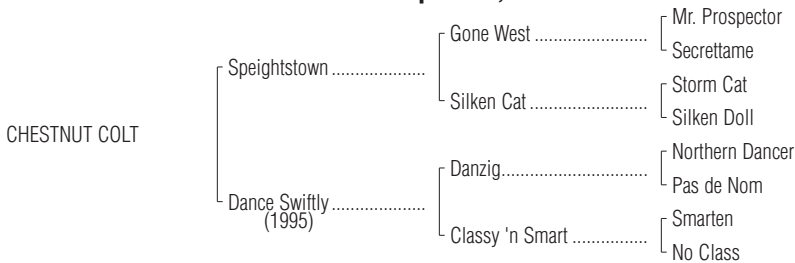 Mr. Prospector
Gone West ..........................
Secrettame
Speightstown ......................
Storm Cat
Silken Cat ...........................
Silken Doll
CHESTNUT COLT
Northern Dancer
Danzig.................................
Pas de Nom
Dance Swiftly .....................
(1995)
Smarten
Classy 'n Smart .................
No Class